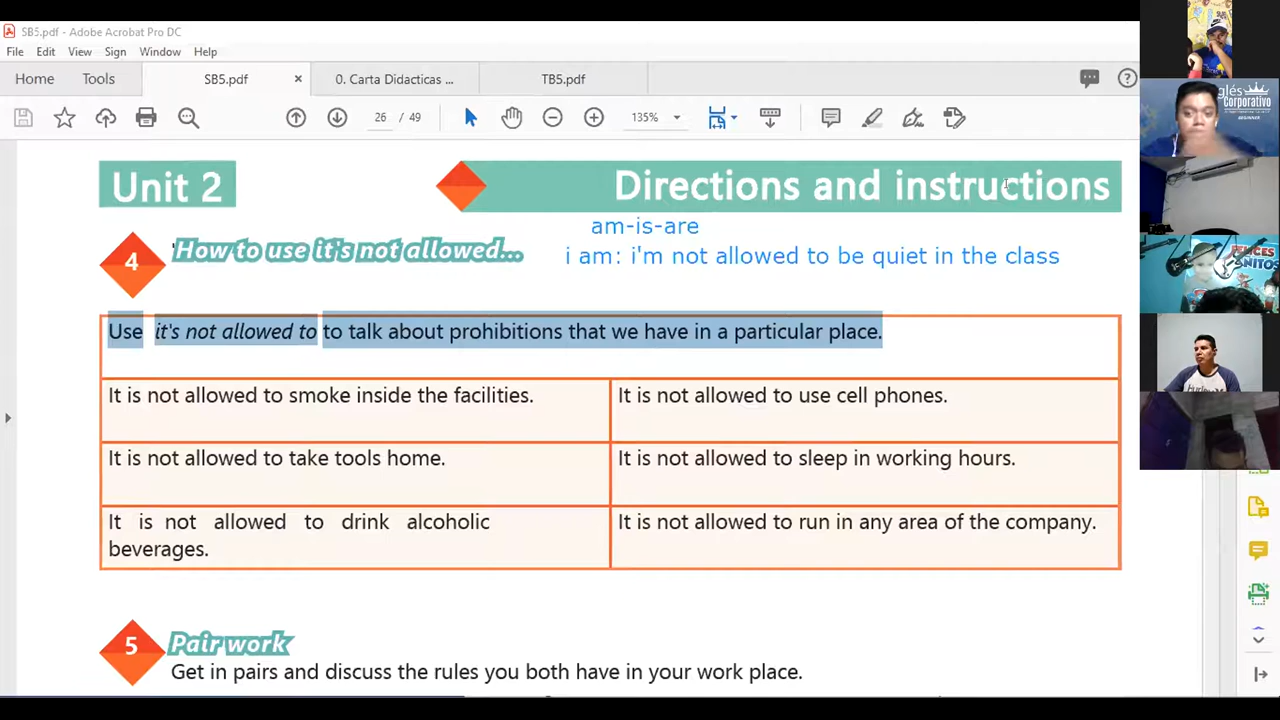 SB5.pdf - Adobe Acrobat Pro DC
File Edit View Sign Window Help
Home Tools SB5.pdf × 0. Carta Didacticas ... TB5.pdf
26 / 49 135%
Unit 2 Directions and instructions
am-is-are
4 How to use it's not allowed...
i am: i'm not allowed to be quiet in the class
Use it's not allowed to to talk about prohibitions that we have in a particular place.
It is not allowed to smoke inside the facilities. It is not allowed to use cell phones.
It is not allowed to take tools home. It is not allowed to sleep in working hours.
It is not allowed to drink alcoholic It is not allowed to run in any area of the company.
beverages.
5 Pair work
Get in pairs and discuss the rules you both have in your work place.
glés
Corporativo
BEGINNER